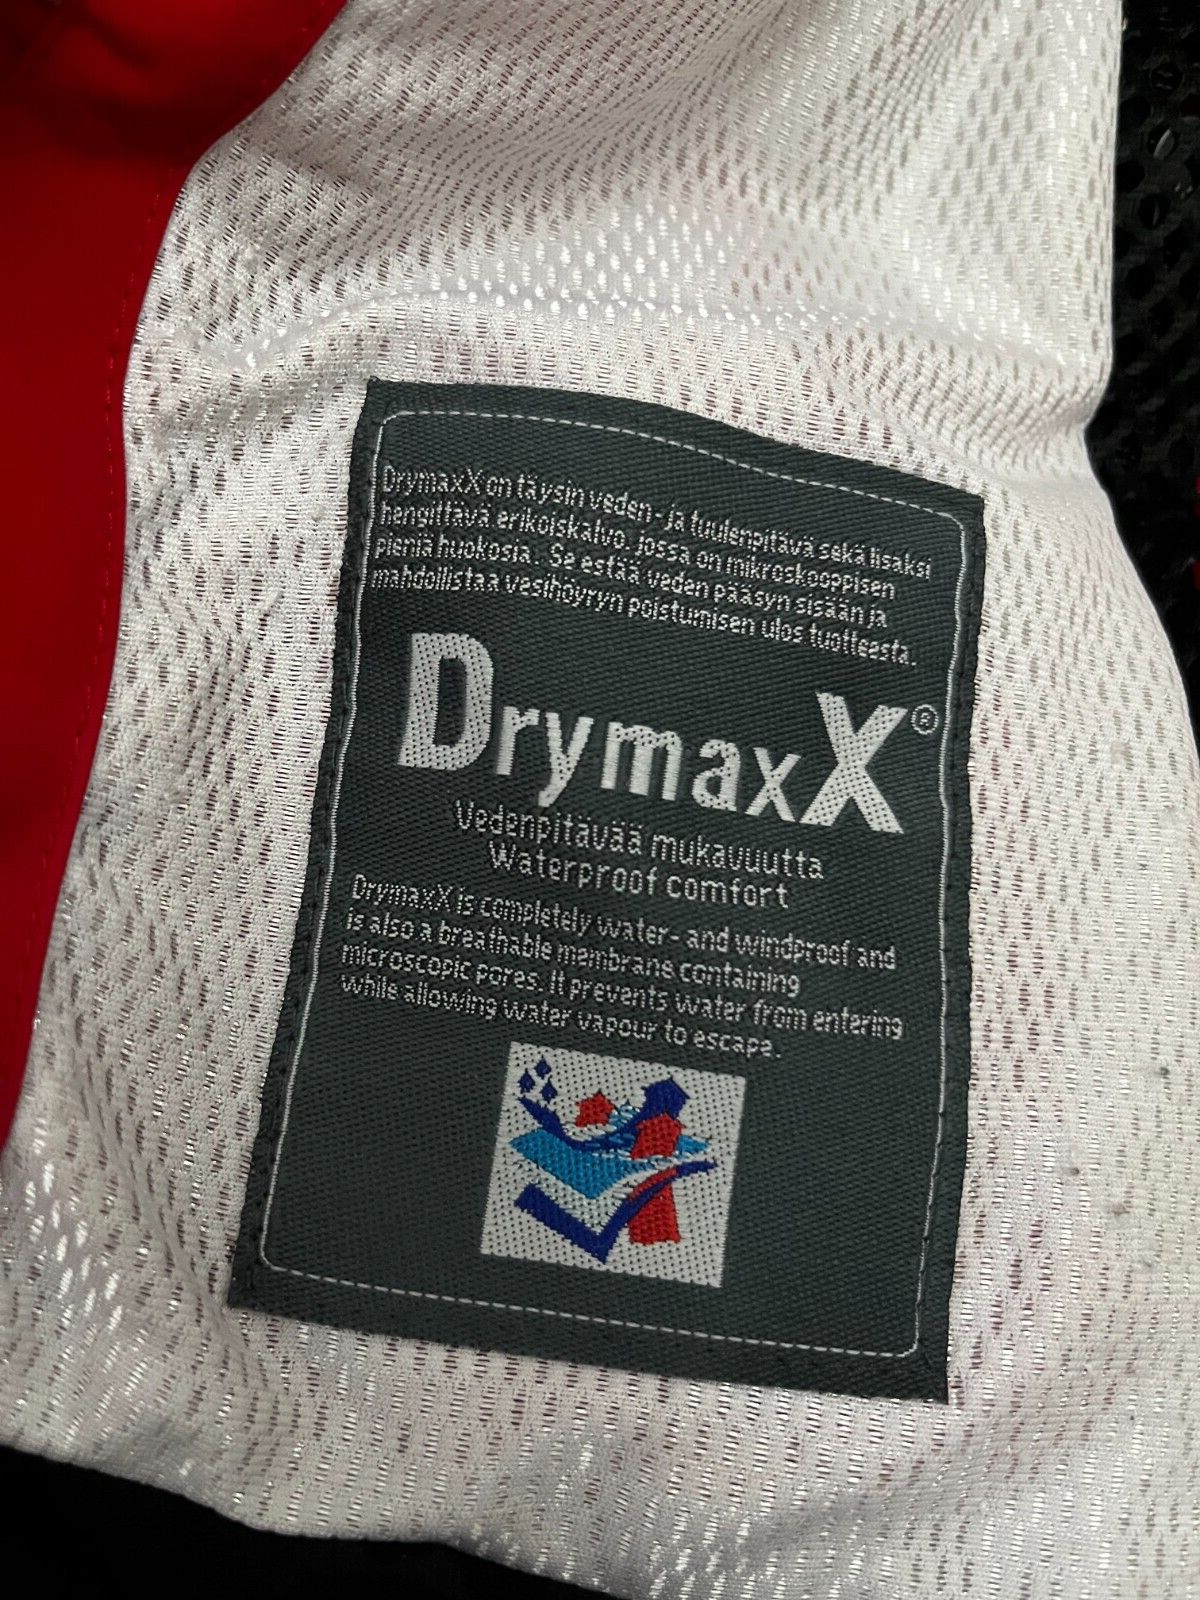 DrymaxX on täysin veden- ja tuulenpitävä sekä lisäksi
hengittävä erikoiskalvo, jossa on mikroskooppisen
pieniä huokosia. Se estää veden pääsyn sisään ja
mahdollistaa vesihöyryn poistumisen ulos tuotteesta.
DrymaxX®
Vedenpitävää mukavuutta
Waterproof comfort
DrymaxX is completely water- and windproof and
is also a breathable membrane containing
microscopic pores. It prevents water from entering
while allowing water vapour to escape.